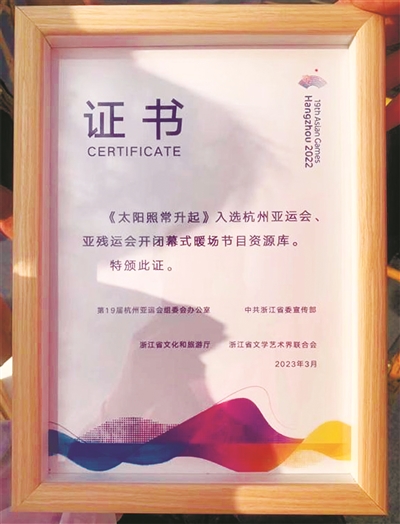 19th Asian Games
Hangzhou 2022
证书
CERTIFICATE
《太阳照常升起》入选杭州亚运会、
亚残运会开闭幕式暖场节目资源库。
特颁此证。
第19届杭州亚运会组委会办公室 中共浙江省委宣传部
浙江省文化和旅游厅 浙江省文学艺术界联合会
2023年3月